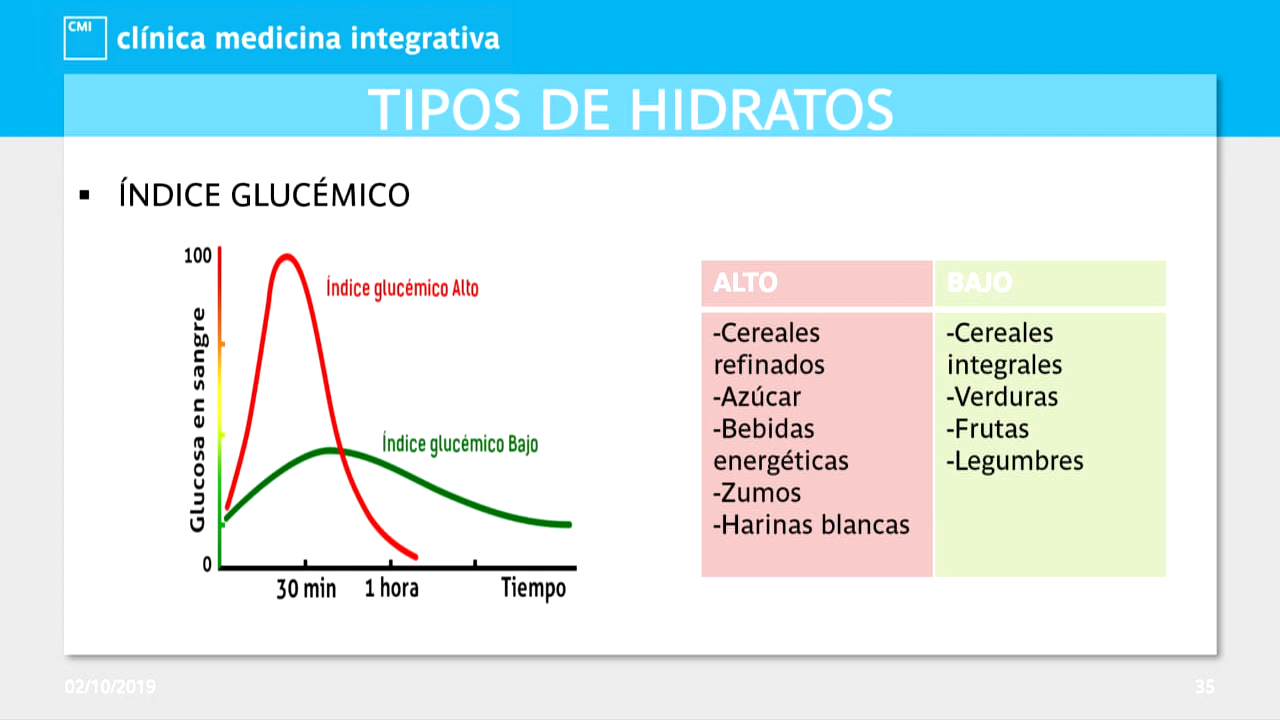 CMI
clínica medicina integrativa
TIPOS DE HIDRATOS
▪ ÍNDICE GLUCÉMICO
100
Índice glucémico Alto
Índice glucémico Bajo
Glucosa en sangre
0
30 min
1 hora
Tiempo
ALTO
-Cereales
refinados
-Azúcar
-Bebidas
energéticas
-Zumos
-Harinas blancas
BAJO
-Cereales
integrales
-Verduras
-Frutas
-Legumbres
02/10/2019
35